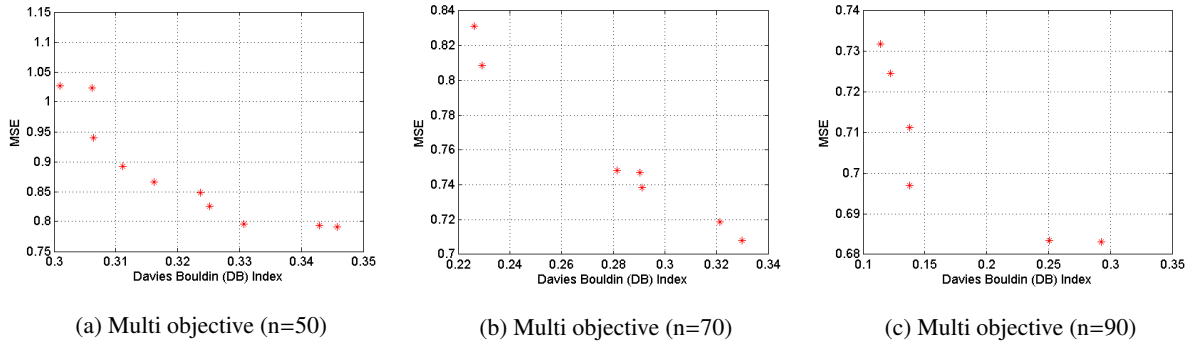 1.15
1.1
1.05
1
0.95
0.9
0.85
0.8
0.75
MSE
0.3 0.31 0.32 0.33 0.34 0.35
Davies Bouldin (DB) Index
(a) Multi objective (n=50)
0.84
0.82
0.8
0.78
0.76
0.74
0.72
0.7
MSE
0.22 0.24 0.26 0.28 0.3 0.32 0.34
Davies Bouldin (DB) Index
(b) Multi objective (n=70)
0.74
0.73
0.72
0.71
0.7
0.69
0.68
MSE
0.1 0.15 0.2 0.25 0.3 0.35
Davies Bouldin (DB) Index
(c) Multi objective (n=90)